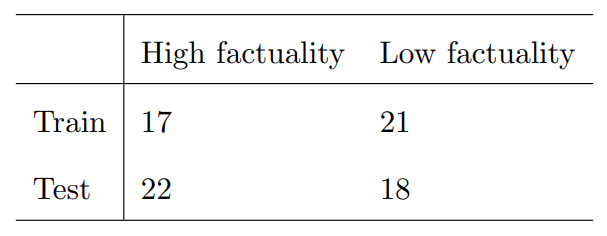 High factuality Low factuality
Train 17 21
Test 22 18